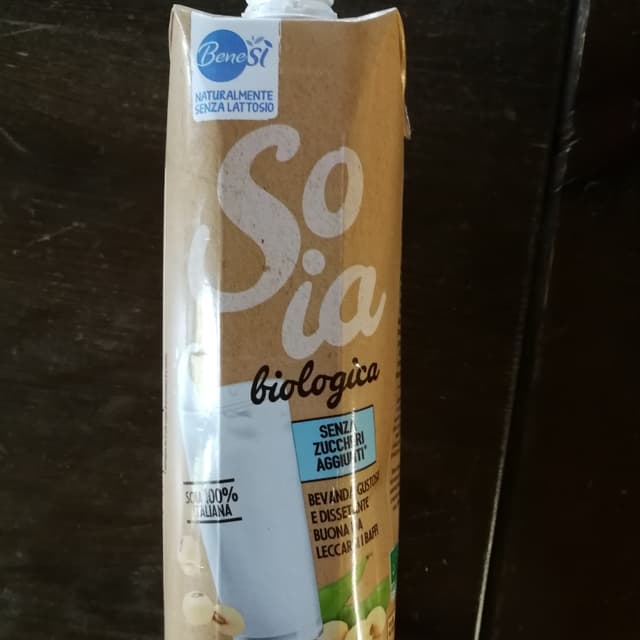 BeneSì
NATURALMENTE
SENZA LATTOSIO
So
ia
biologica
SENZA
ZUCCHERI
AGGIUNTI
SOIA 100%
ITALIANA
BEVANDA GUSTOSA
E DISSETANTE
BUONA DA
LECCARSI I BAFFI